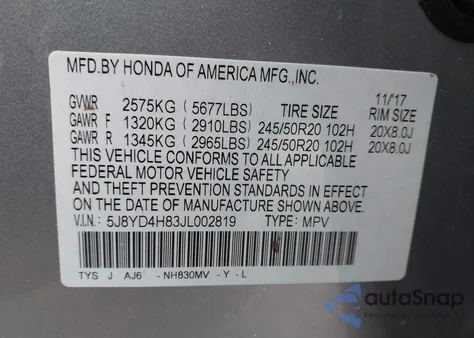 MFD.BY HONDA OF AMERICA MFG.,INC.
11/17
GVWR 2575KG ( 5677LBS) TIRE SIZE RIM SIZE
GAWR F 1320KG ( 2910LBS) 245/50R20 102H 20X8.0J
GAWR R 1345KG ( 2965LBS) 245/50R20 102H 20X8.0J
THIS VEHICLE CONFORMS TO ALL APPLICABLE
FEDERAL MOTOR VEHICLE SAFETY
AND THEFT PREVENTION STANDARDS IN EFFECT
ON THE DATE OF MANUFACTURE SHOWN ABOVE.
V.I.N: 5J8YD4H83JL002819 TYPE: MPV
TYS J AJ6 -NH830MV -Y -L
autoSnap